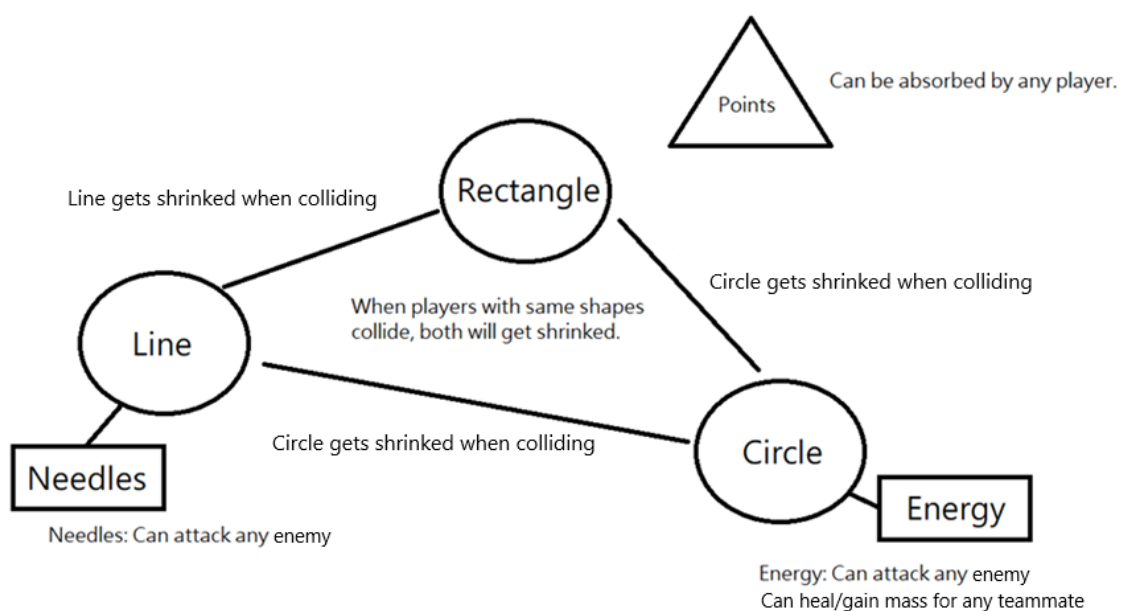 Points
Can be absorbed by any player.
Rectangle
Line gets shrinked when colliding
Circle gets shrinked when colliding
When players with same shapes
collide, both will get shrinked.
Line
Circle gets shrinked when colliding
Circle
Needles
Energy
Needles: Can attack any enemy
Energy: Can attack any enemy
Can heal/gain mass for any teammate